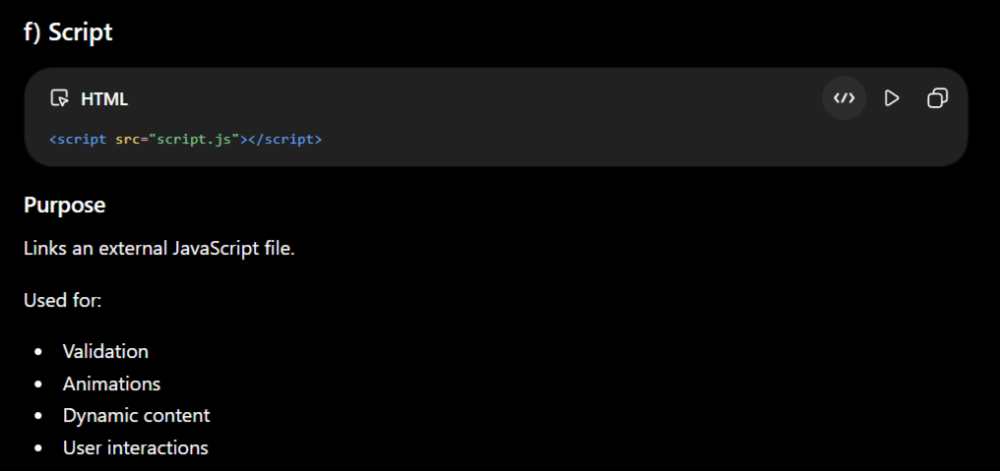 f) Script
HTML
<script src="script.js"></script>
Purpose
Links an external JavaScript file.
Used for:
Validation
Animations
Dynamic content
User interactions